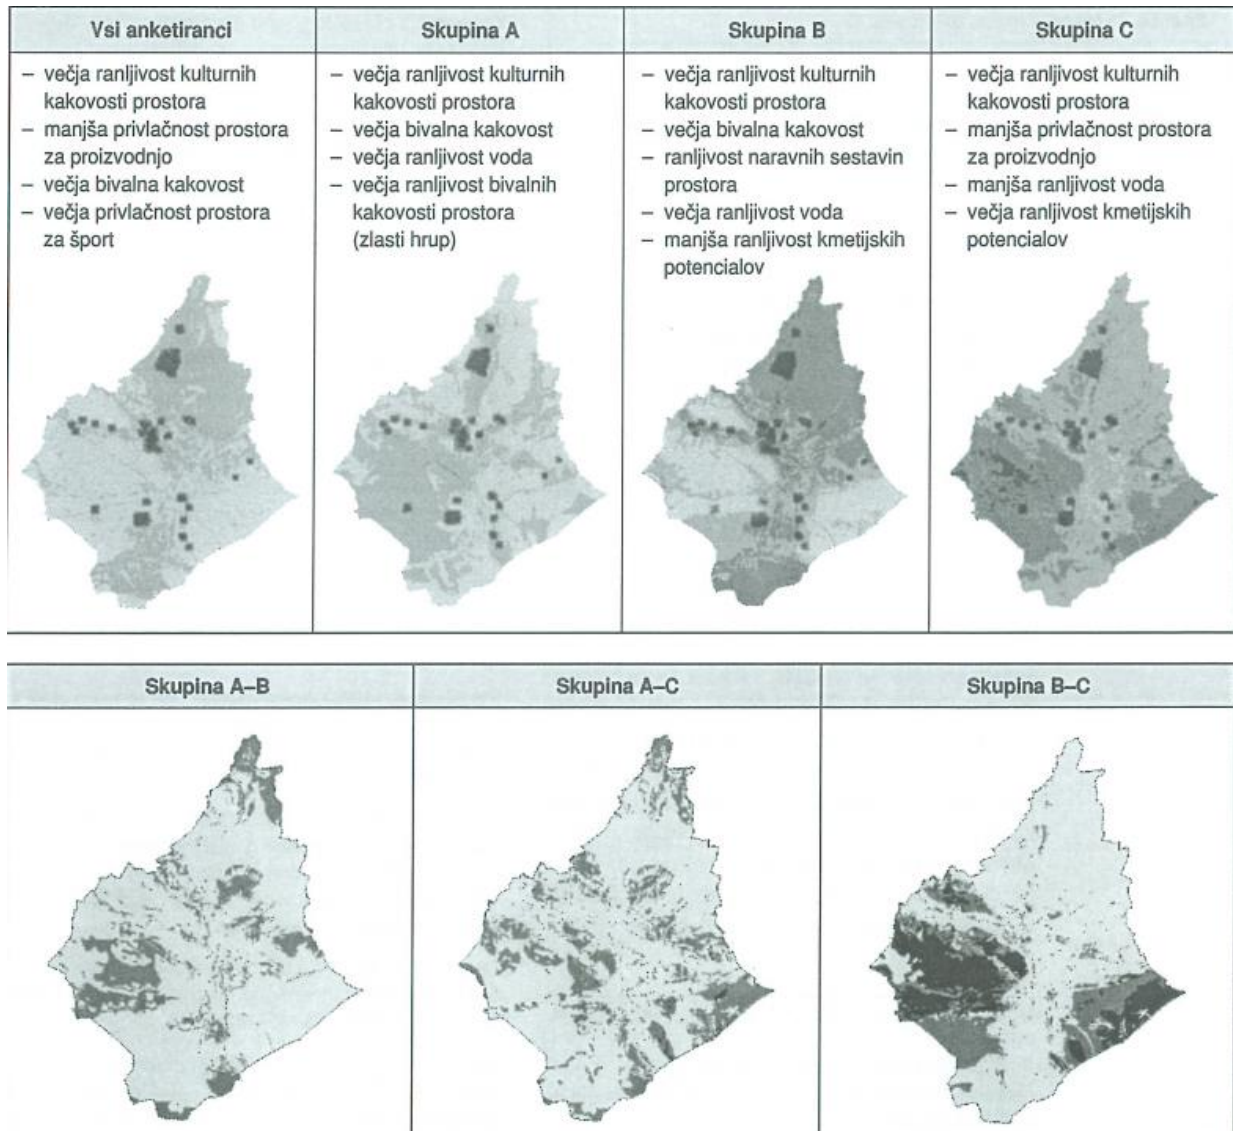 Vsi anketiranci
– večja ranljivost kulturnih
kakovosti prostora
– manjša privlačnost prostora
za proizvodnjo
– večja bivalna kakovost
– večja privlačnost prostora
za šport
Skupina A
– večja ranljivost kulturnih
kakovosti prostora
– večja bivalna kakovost
– večja ranljivost voda
– večja ranljivost bivalnih
kakovosti prostora
(zlasti hrup)
Skupina B
– večja ranljivost kulturnih
kakovosti prostora
– večja bivalna kakovost
– ranljivost naravnih sestavin
prostora
– večja ranljivost voda
– manjša ranljivost kmetijskih
potencialov
Skupina C
– večja ranljivost kulturnih
kakovosti prostora
– manjša privlačnost prostora
za proizvodnjo
– manjša ranljivost voda
– večja ranljivost kmetijskih
potencialov
Skupina A–B
Skupina A–C
Skupina B–C